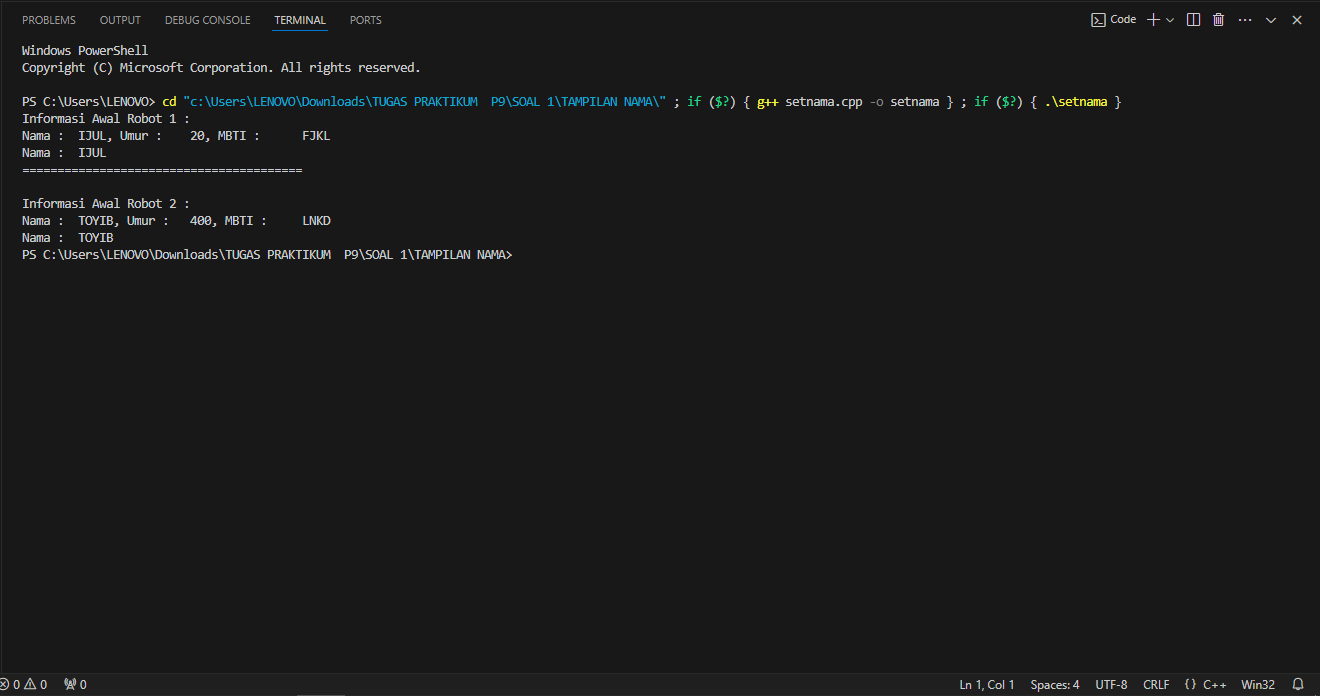 PROBLEMS OUTPUT DEBUG CONSOLE TERMINAL PORTS Code
Windows PowerShell
Copyright (C) Microsoft Corporation. All rights reserved.
PS C:\Users\LENOVO> cd "c:\Users\LENOVO\Downloads\TUGAS PRAKTIKUM  P9\SOAL 1\TAMPILAN NAMA\" ; if ($?) { g++ setnama.cpp -o setnama } ; if ($?) { .\setnama }
Informasi Awal Robot 1 :
Nama :  IJUL, Umur :    20, MBTI :      FJKL
Nama :  IJUL
========================================
Informasi Awal Robot 2 :
Nama :  TOYIB, Umur :   400, MBTI :     LNKD
Nama :  TOYIB
PS C:\Users\LENOVO\Downloads\TUGAS PRAKTIKUM  P9\SOAL 1\TAMPILAN NAMA>
0 0 0 Ln 1, Col 1 Spaces: 4 UTF-8 CRLF {} C++ Win32